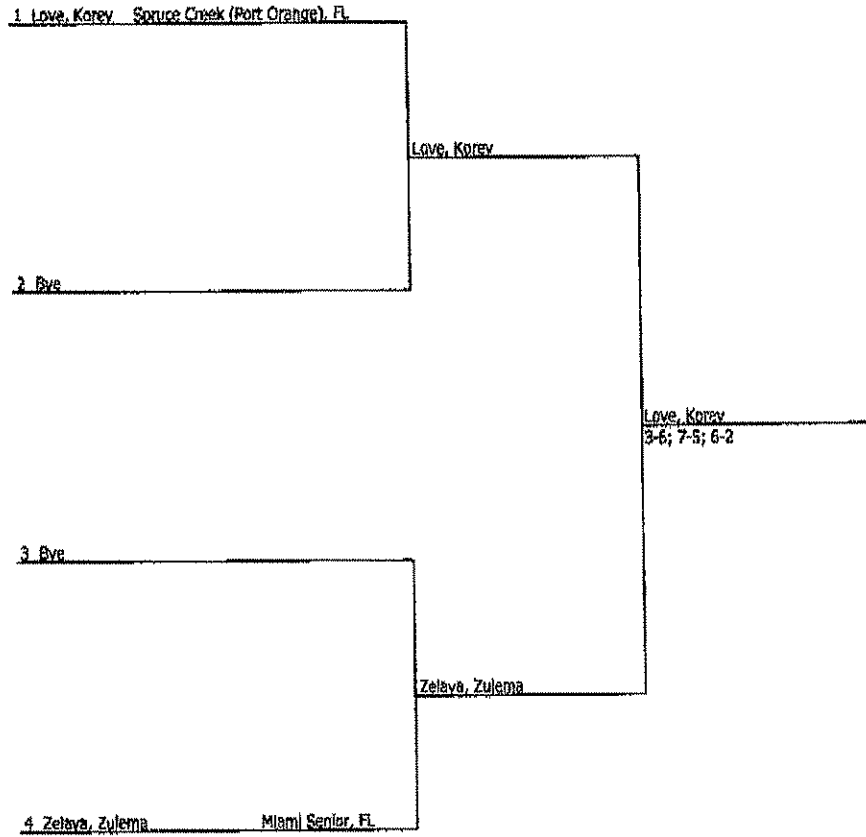 1 Love, Korey Spruce Creek (Port Orange), FL
Love, Korey
2 Bye
Love, Korey
3-6; 7-5; 6-2
3 Bye
Zelaya, Zulema
4 Zelaya, Zulema Miami Senior, FL